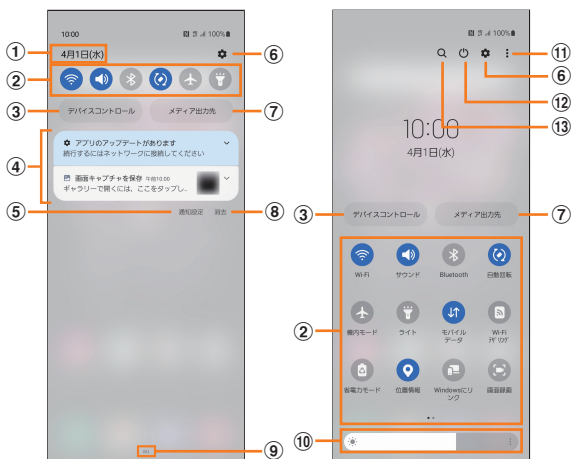 10:00
100%
① 4月1日(水) ⑥
②
③ デバイスコントロール メディア出力先 ⑦
④
アプリのアップデートがあります
続行するにはネットワークに接続してください
画面キャプチャを保存 午前10:00
ギャラリーで開くには、ここをタップし..
⑤ 通知設定 消去 ⑧
au ⑨
100%
⑪
⑥
⑫
⑬
10:00
4月1日(水)
③ デバイスコントロール メディア出力先 ⑦
②
Wi-Fi サウンド Bluetooth 自動回転
機内モード ライト モバイル
データ
Wi-Fi
テザリング
省電力モード 位置情報 Windowsにリ
ンク
画面録画
⑩